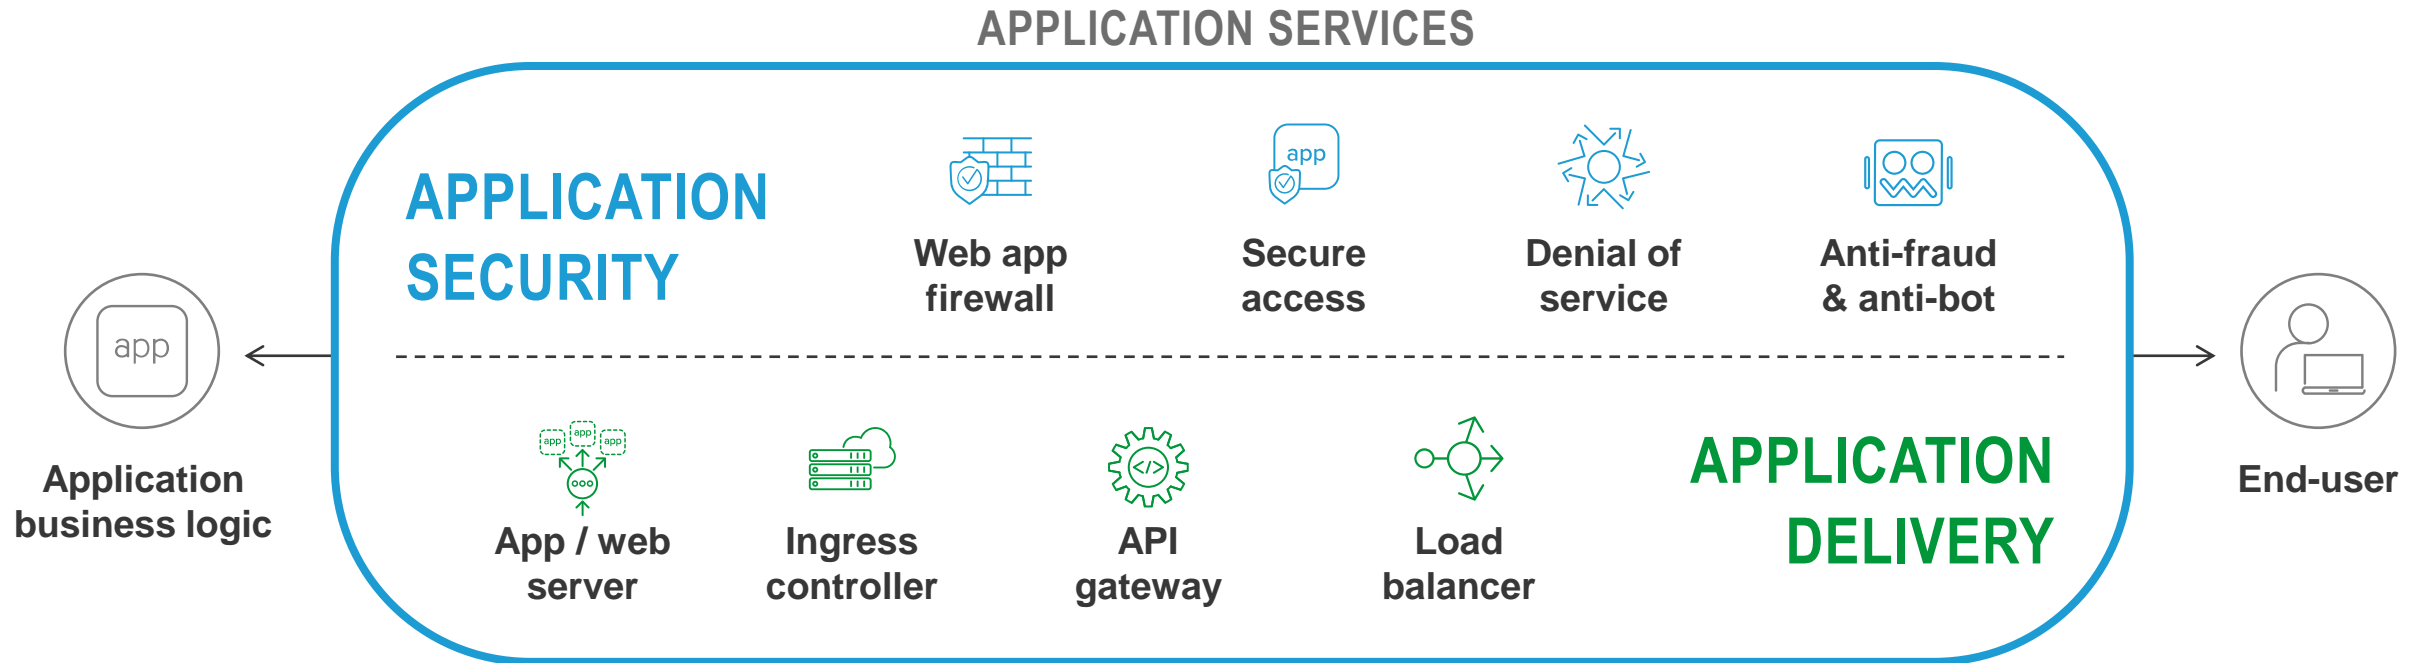 APPLICATION SERVICES
APPLICATION
SECURITY
Web app
firewall
app
Secure
access
Denial of
service
Anti-fraud
& anti-bot
app
Application
business logic
app
app
app
App / web
server
Ingress
controller
</>
API
gateway
Load
balancer
APPLICATION
DELIVERY
End-user